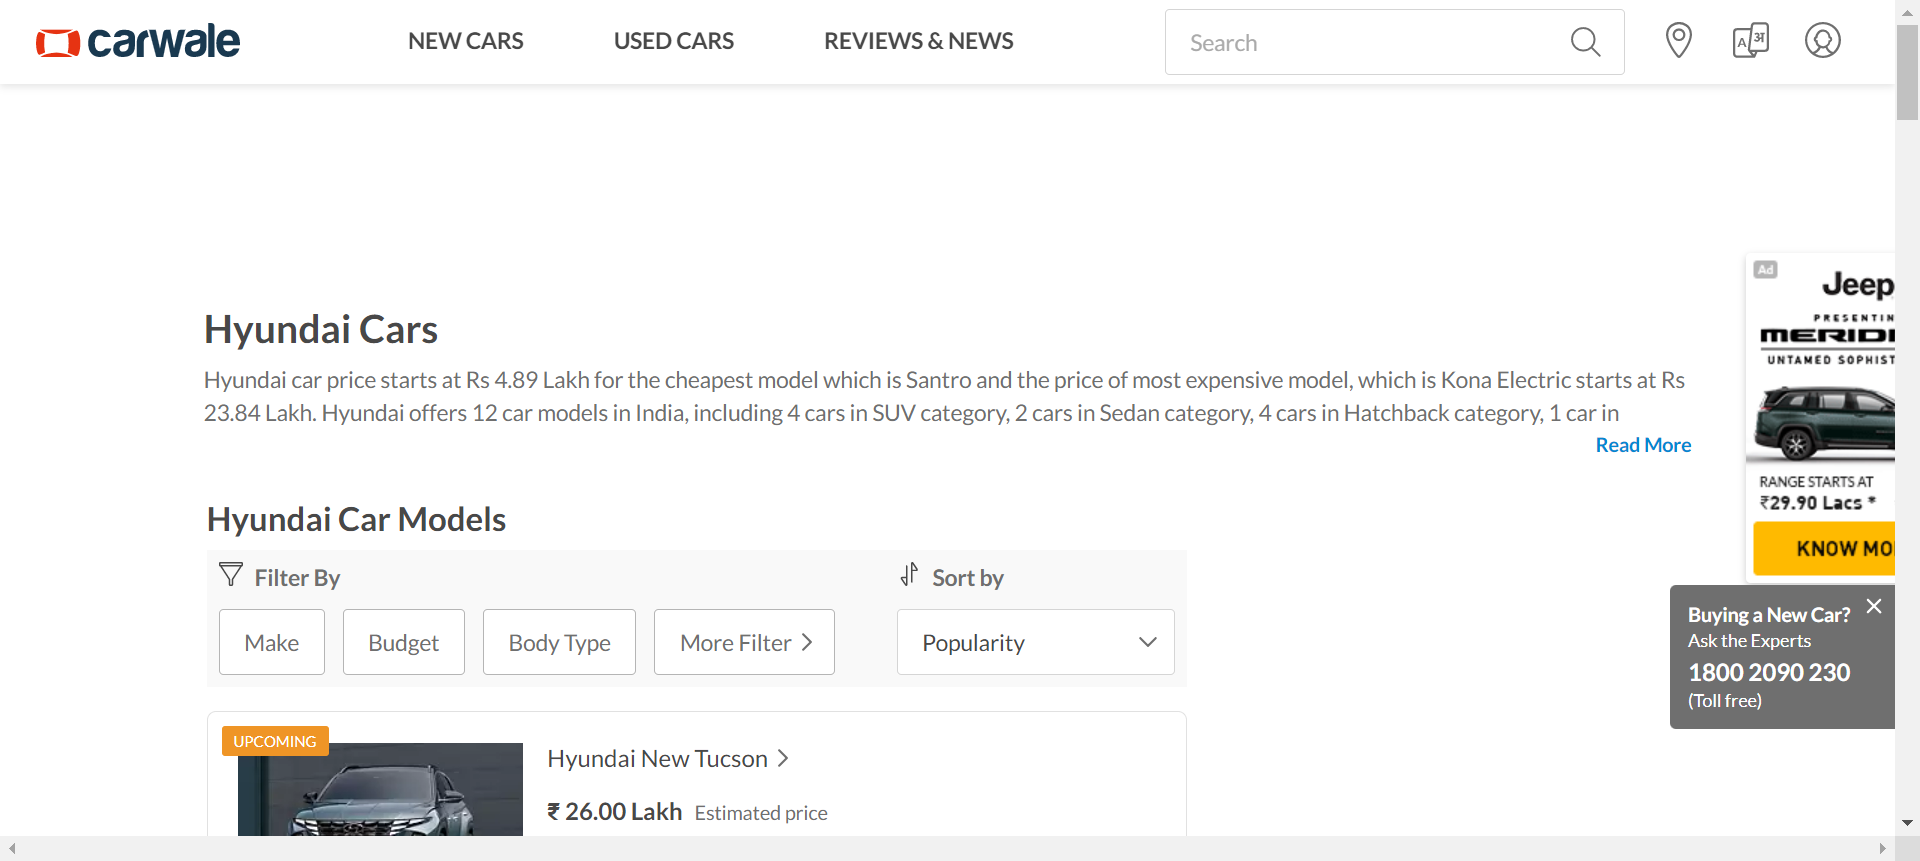 carwale
NEW CARS
USED CARS
REVIEWS & NEWS
Search
A अ
Hyundai Cars
Hyundai car price starts at Rs 4.89 Lakh for the cheapest model which is Santro and the price of most expensive model, which is Kona Electric starts at Rs
23.84 Lakh. Hyundai offers 12 car models in India, including 4 cars in SUV category, 2 cars in Sedan category, 4 cars in Hatchback category, 1 car in
Read More
Ad
Jeep
PRESENTIN
MERID
UNTAMED SOPHIST
RANGE STARTS AT
₹29.90 Lacs *
KNOW MO
Buying a New Car?
Ask the Experts
1800 2090 230
(Toll free)
Hyundai Car Models
Filter By
Sort by
Make
Budget
Body Type
More Filter
Popularity
UPCOMING
Hyundai New Tucson
₹ 26.00 Lakh Estimated price